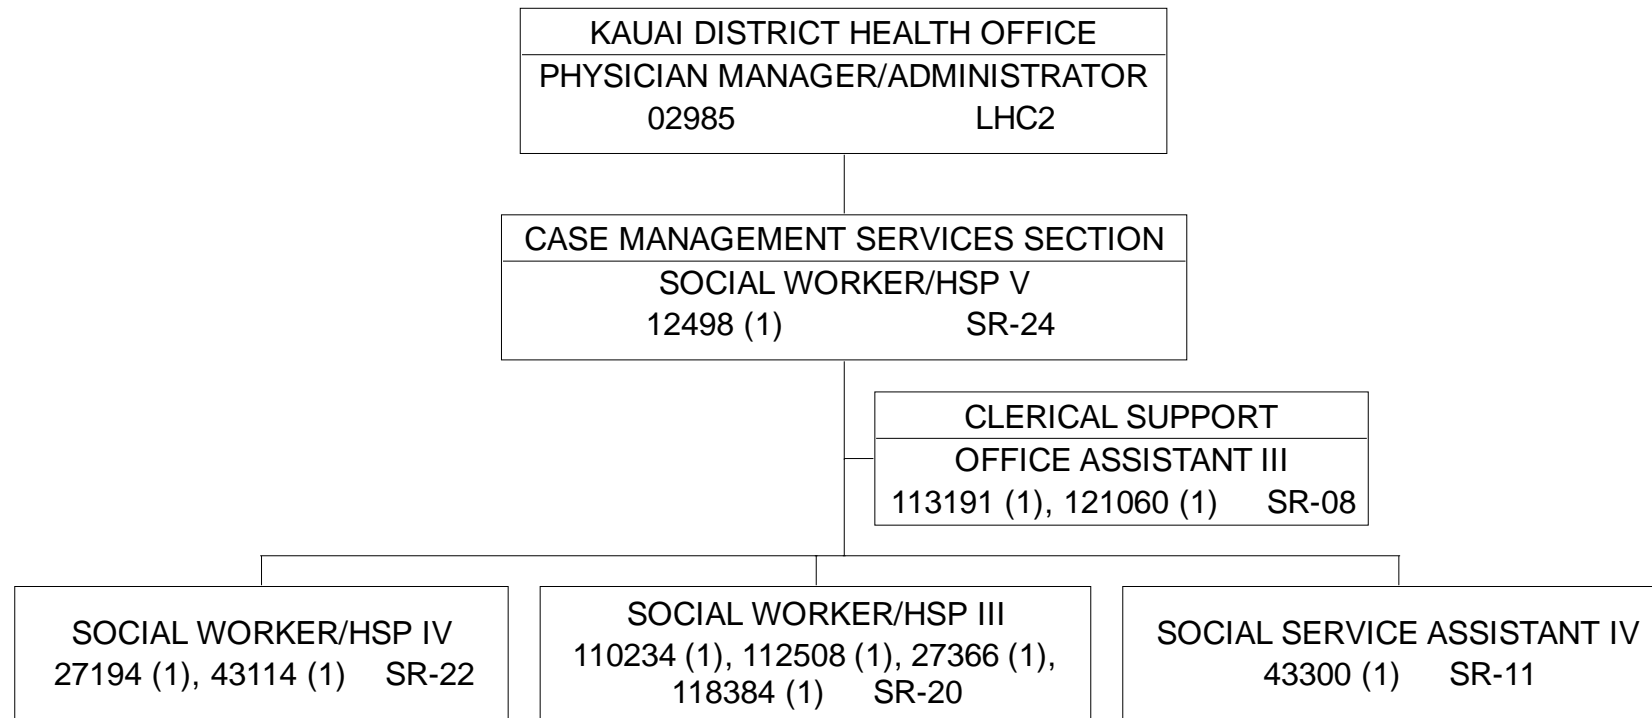 KAUAI DISTRICT HEALTH OFFICE
PHYSICIAN MANAGER/ADMINISTRATOR
02985 LHC2
CASE MANAGEMENT SERVICES SECTION
SOCIAL WORKER/HSP V
12498 (1) SR-24
CLERICAL SUPPORT
OFFICE ASSISTANT III
113191 (1), 121060 (1) SR-08
SOCIAL WORKER/HSP IV
27194 (1), 43114 (1) SR-22
SOCIAL WORKER/HSP III
110234 (1), 112508 (1), 27366 (1),
118384 (1) SR-20
SOCIAL SERVICE ASSISTANT IV
43300 (1) SR-11